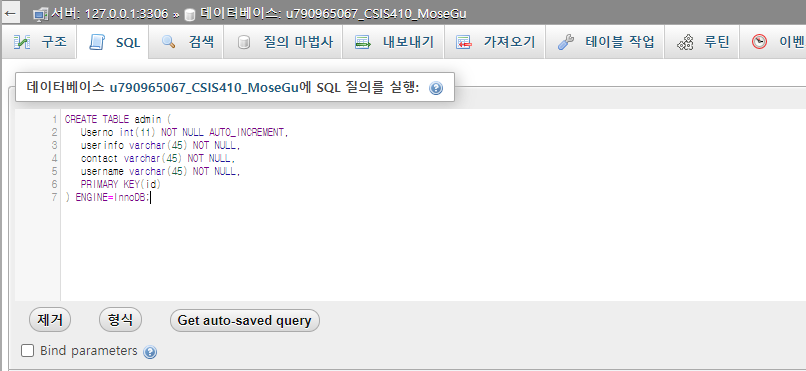 ← 서버: 127.0.0.1:3306 » 데이터베이스: u790965067_CSIS410_MoseGu
구조 SQL 검색 질의 마법사 내보내기 가져오기 테이블 작업 루틴 이벤
데이터베이스 u790965067_CSIS410_MoseGu에 SQL 질의를 실행:
1 CREATE TABLE admin (
2 Userno int(11) NOT NULL AUTO_INCREMENT,
3 userinfo varchar(45) NOT NULL,
4 contact varchar(45) NOT NULL,
5 username varchar(45) NOT NULL,
6 PRIMARY KEY(id)
7 ) ENGINE=InnoDB;
제거 형식 Get auto-saved query
Bind parameters